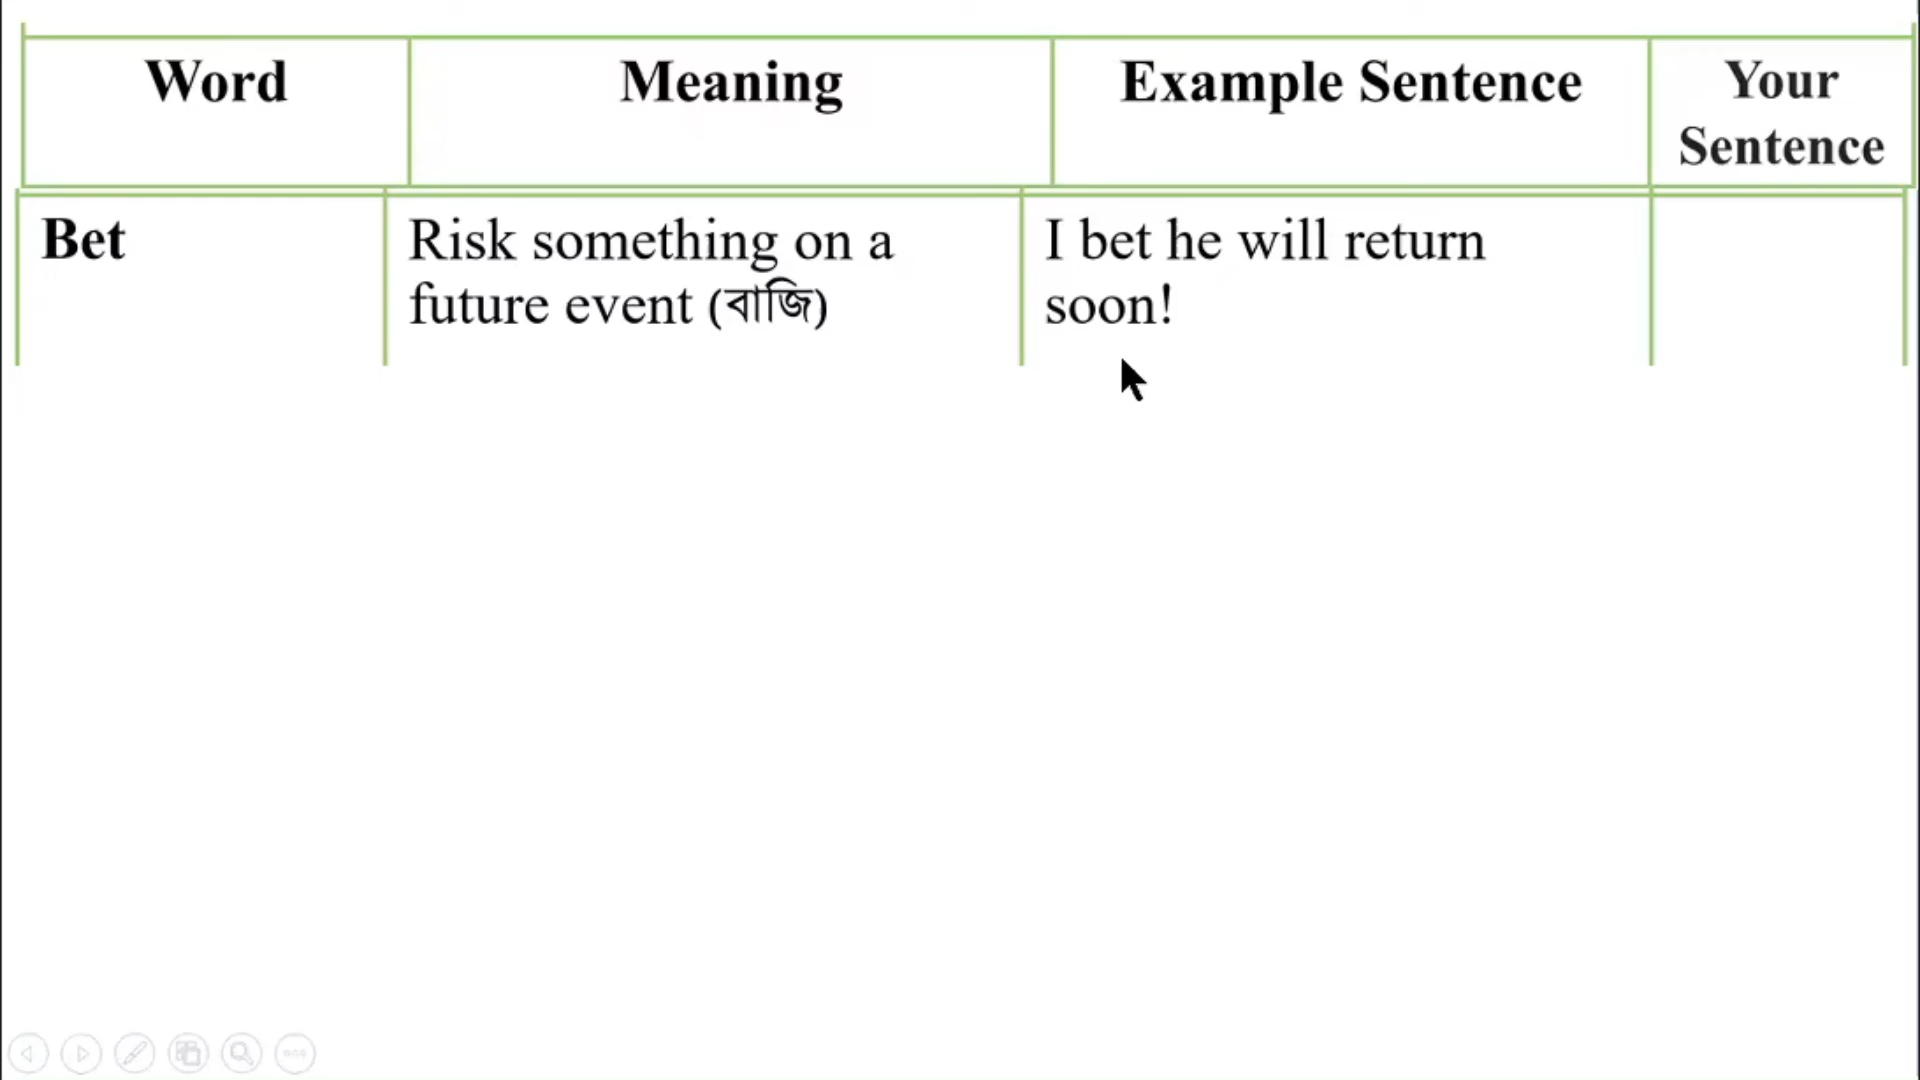 Word
Meaning
Example Sentence
Your
Sentence
Bet
Risk something on a
future event (বাজি)
I bet he will return
soon!